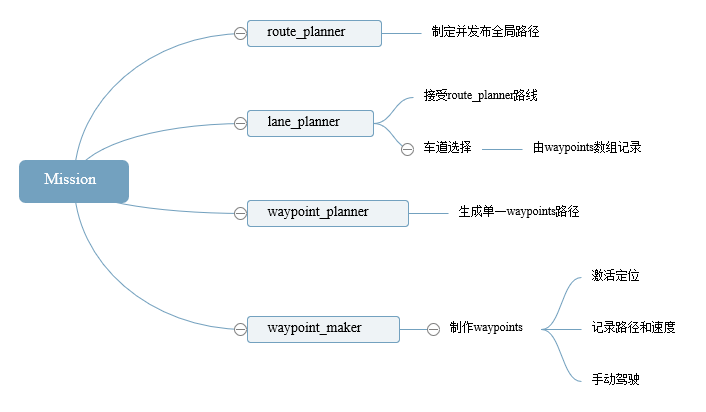 Mission
route_planner
制定并发布全局路径
lane_planner
接受route_planner路线
车道选择
由waypoints数组记录
waypoint_planner
生成单一waypoints路径
waypoint_maker
制作waypoints
激活定位
记录路径和速度
手动驾驶